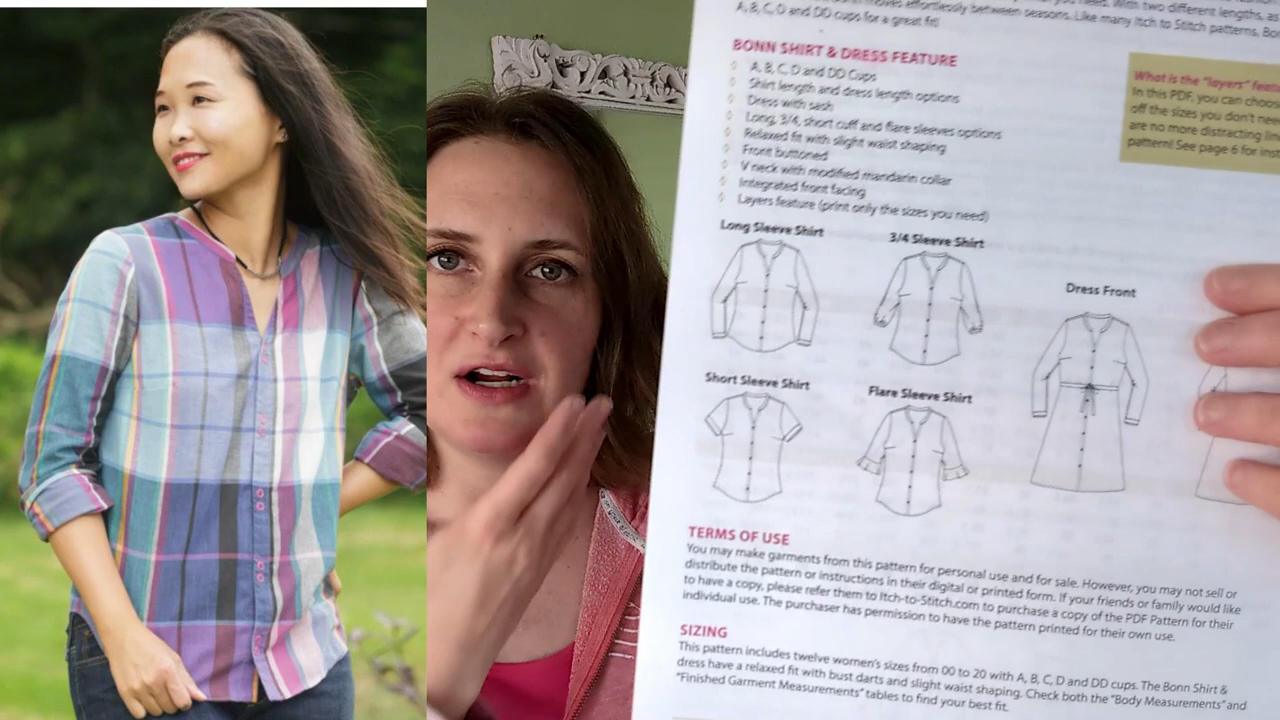 moves effortlessly between seasons. Like many Itch to Stitch patterns,
A, B, C, D and DD cups for a great fit!
BONN SHIRT & DRESS FEATURE
A, B, C, D and DD Cups
Shirt length and dress length options
Dress with sash
Long, 3/4, short cuff and flare sleeves options
Relaxed fit with slight waist shaping
Front buttoned
V neck with modified mandarin collar
Integrated front facing
Layers feature (print only the sizes you need)
What is the "layers"
In this PDF, you can
off the sizes you don't
are no more distracting
pattern! See page 6 for
Long Sleeve Shirt
3/4 Sleeve Shirt
Dress Front
Short Sleeve Shirt
Flare Sleeve Shirt
TERMS OF USE
You may make garments from this pattern for personal use and for sale. However, you may not sell or
distribute the pattern or instructions in their digital or printed form. If your friends or family would like
to have a copy, please refer them to Itch-to-Stitch.com to purchase a copy of the PDF Pattern for their
individual use. The purchaser has permission to have the pattern printed for their own use.
SIZING
This pattern includes twelve women's sizes from 00 to 20 with A, B, C, D and DD cups. The Bonn Shirt &
dress have a relaxed fit with bust darts and slight waist shaping. Check both the "Body Measurements" and
"Finished Garment Measurements" tables to find your best fit.